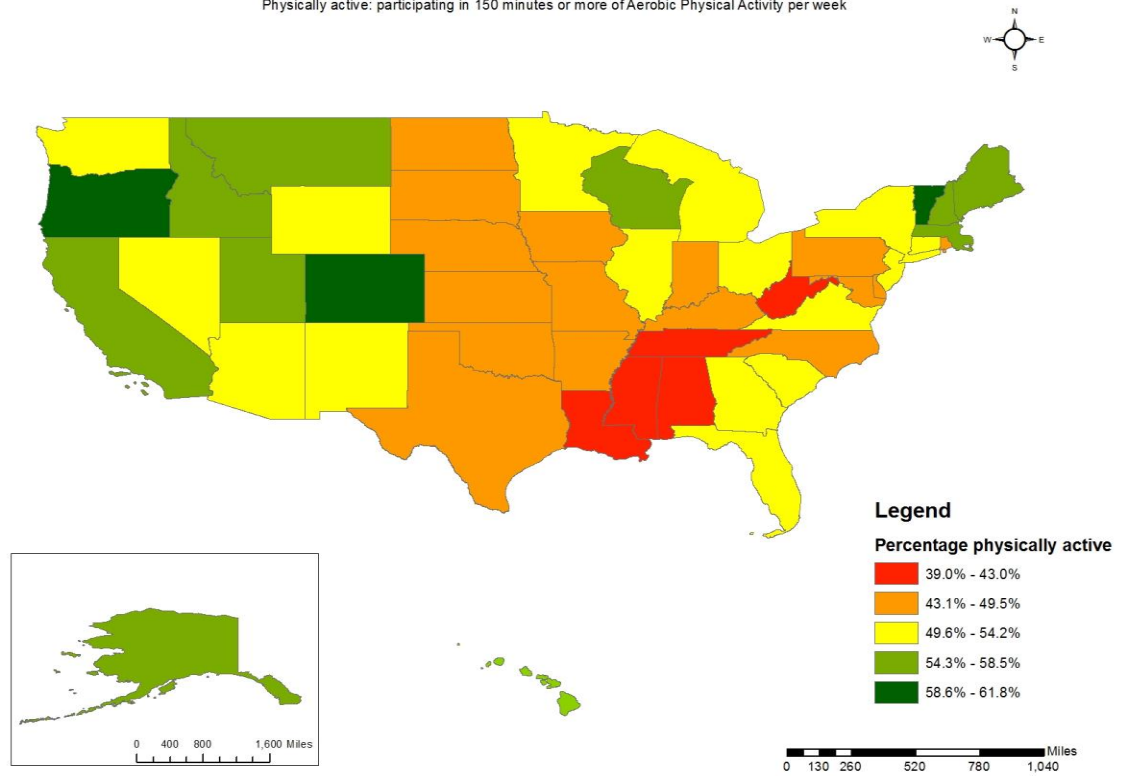 Physically active: participating in 150 minutes or more of Aerobic Physical Activity per week
N
W E
S
Legend
Percentage physically active
39.0% - 43.0%
43.1% - 49.5%
49.6% - 54.2%
54.3% - 58.5%
58.6% - 61.8%
0 400 800 1,600 Miles
Miles
0 130 260 520 780 1,040